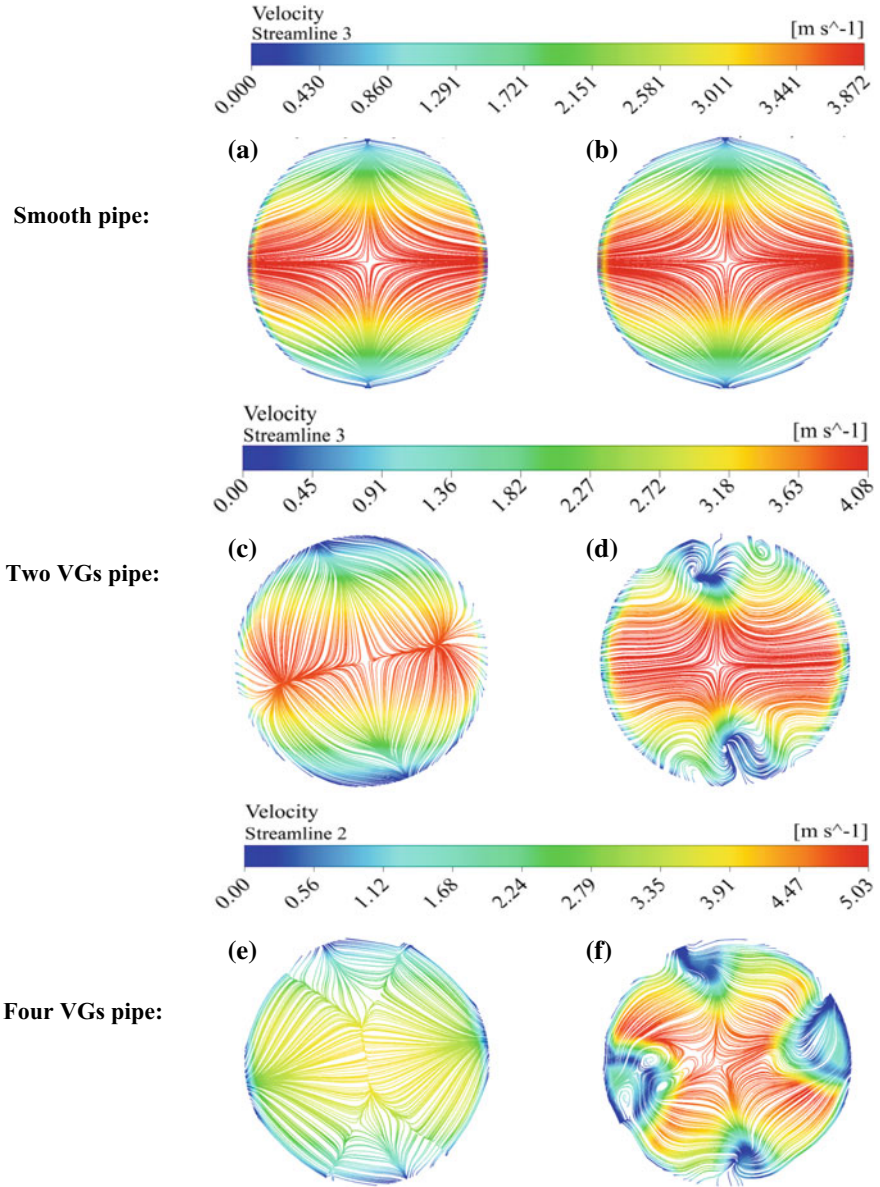 Velocity
Streamline 3
[m s^-1]
0.000 0.430 0.860 1.291 1.721 2.151 2.581 3.011 3.441 3.872
(a) (b)
Smooth pipe:
Velocity
Streamline 3
[m s^-1]
0.00 0.45 0.91 1.36 1.82 2.27 2.72 3.18 3.63 4.08
(c) (d)
Two VGs pipe:
Velocity
Streamline 2
[m s^-1]
0.00 0.56 1.12 1.68 2.24 2.79 3.35 3.91 4.47 5.03
(e) (f)
Four VGs pipe: